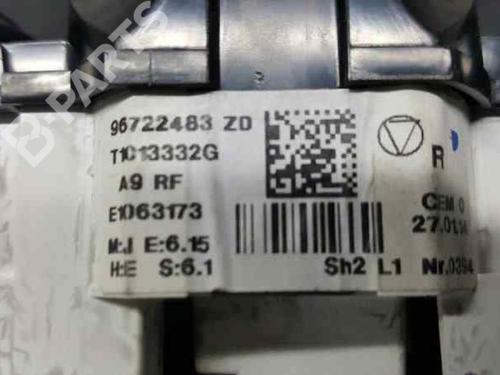 B-PARTS
96722483 ZD
T1013332G
A9 RF
E1063173
M:J E:6.15
H:E S:6.1
Sh2 L1
R
CEM 0
27.01.14
Nr.0394